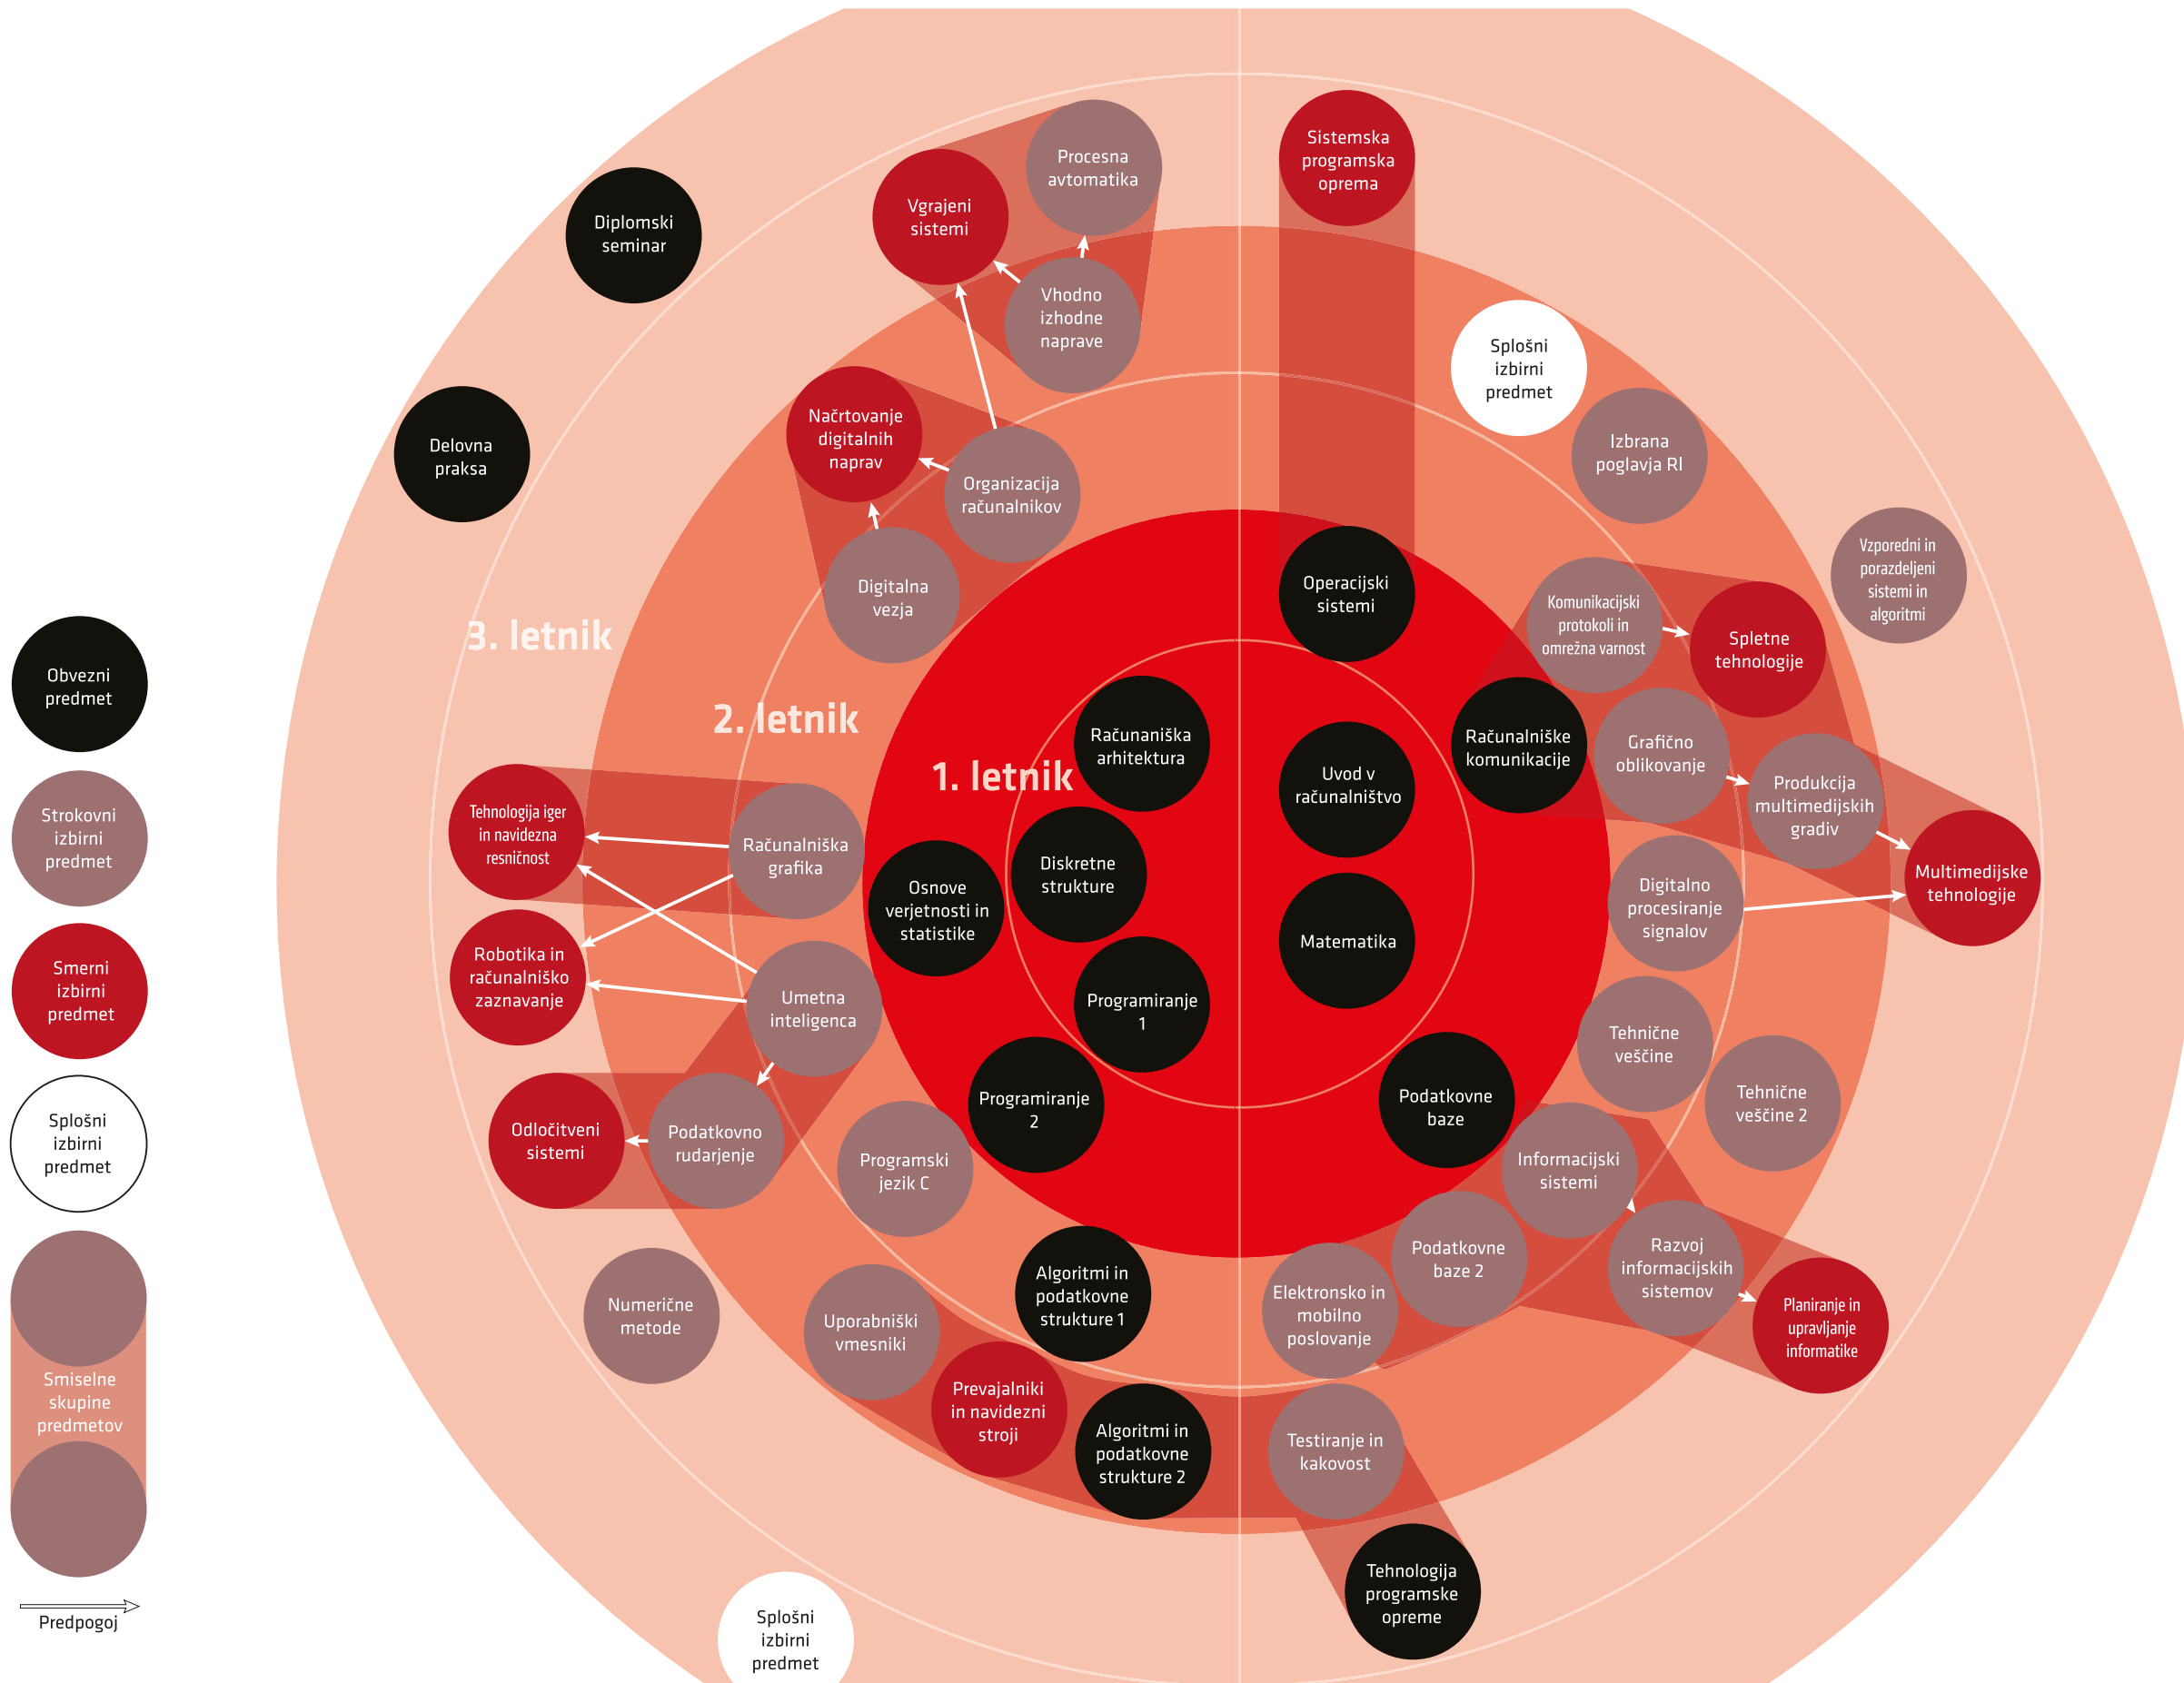 Obvezni
predmet
Strokovni
izbirni
predmet
Smerni
izbirni
predmet
Splošni
izbirni
predmet
Smiselne
skupine
predmetov
Predpogoj
Diplomski
seminar
Delovna
praksa
Vgrajeni
sistemi
Procesna
avtomatika
Vhodno
izhodne
naprave
Načrtovanje
digitalnih
naprav
Organizacija
računalnikov
Digitalna
vezja
Sistemska
programska
oprema
Splošni
izbirni
predmet
Izbrana
poglavja RI
Vzporedni in
porazdeljeni
sistemi in
algoritmi
Operacijski
sistemi
Komunikacijski
protokoli in
omrežna varnost
Spletne
tehnologije
3. letnik
2. letnik
1. letnik
Računaniška
arhitektura
Uvod v
računalništvo
Računalniške
komunikacije
Grafično
oblikovanje
Produkcija
multimedijskih
gradiv
Multimedijske
tehnologije
Tehnologija iger
in navidezna
resničnost
Računalniška
grafika
Osnove
verjetnosti in
statistike
Diskretne
strukture
Digitalno
procesiranje
signalov
Matematika
Robotika in
računalniško
zaznavanje
Umetna
inteligenca
Programiranje
1
Tehnične
veščine
Tehnične
veščine 2
Programiranje
2
Podatkovne
baze
Odločitveni
sistemi
Podatkovno
rudarjenje
Programski
jezik C
Informacijski
sistemi
Podatkovne
baze 2
Razvoj
informacijskih
sistemov
Planiranje in
upravljanje
informatike
Numerične
metode
Uporabniški
vmesniki
Algoritmi in
podatkovne
strukture 1
Elektronsko in
mobilno
poslovanje
Prevajalniki
in navidezni
stroji
Algoritmi in
podatkovne
strukture 2
Testiranje in
kakovost
Tehnologija
programske
opreme
Splošni
izbirni
predmet